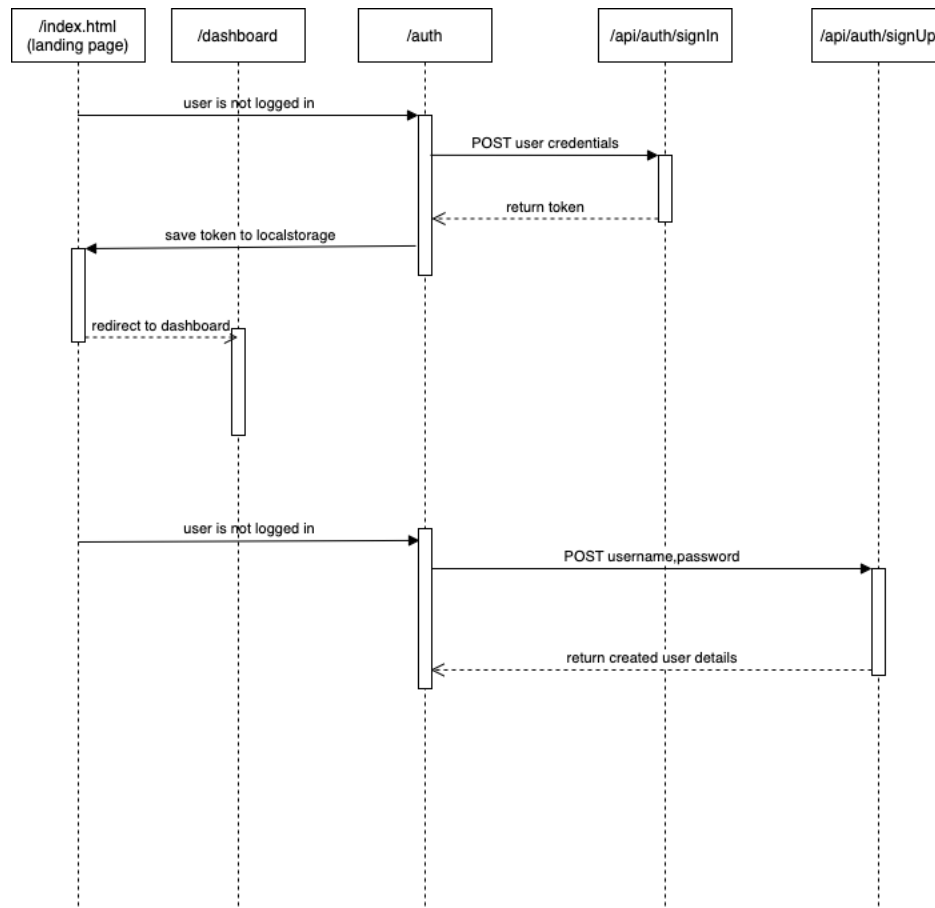 /index.html
(landing page)
/dashboard
/auth
/api/auth/signIn
/api/auth/signUp
user is not logged in
POST user credentials
return token
save token to localstorage
redirect to dashboard
user is not logged in
POST username,password
return created user details